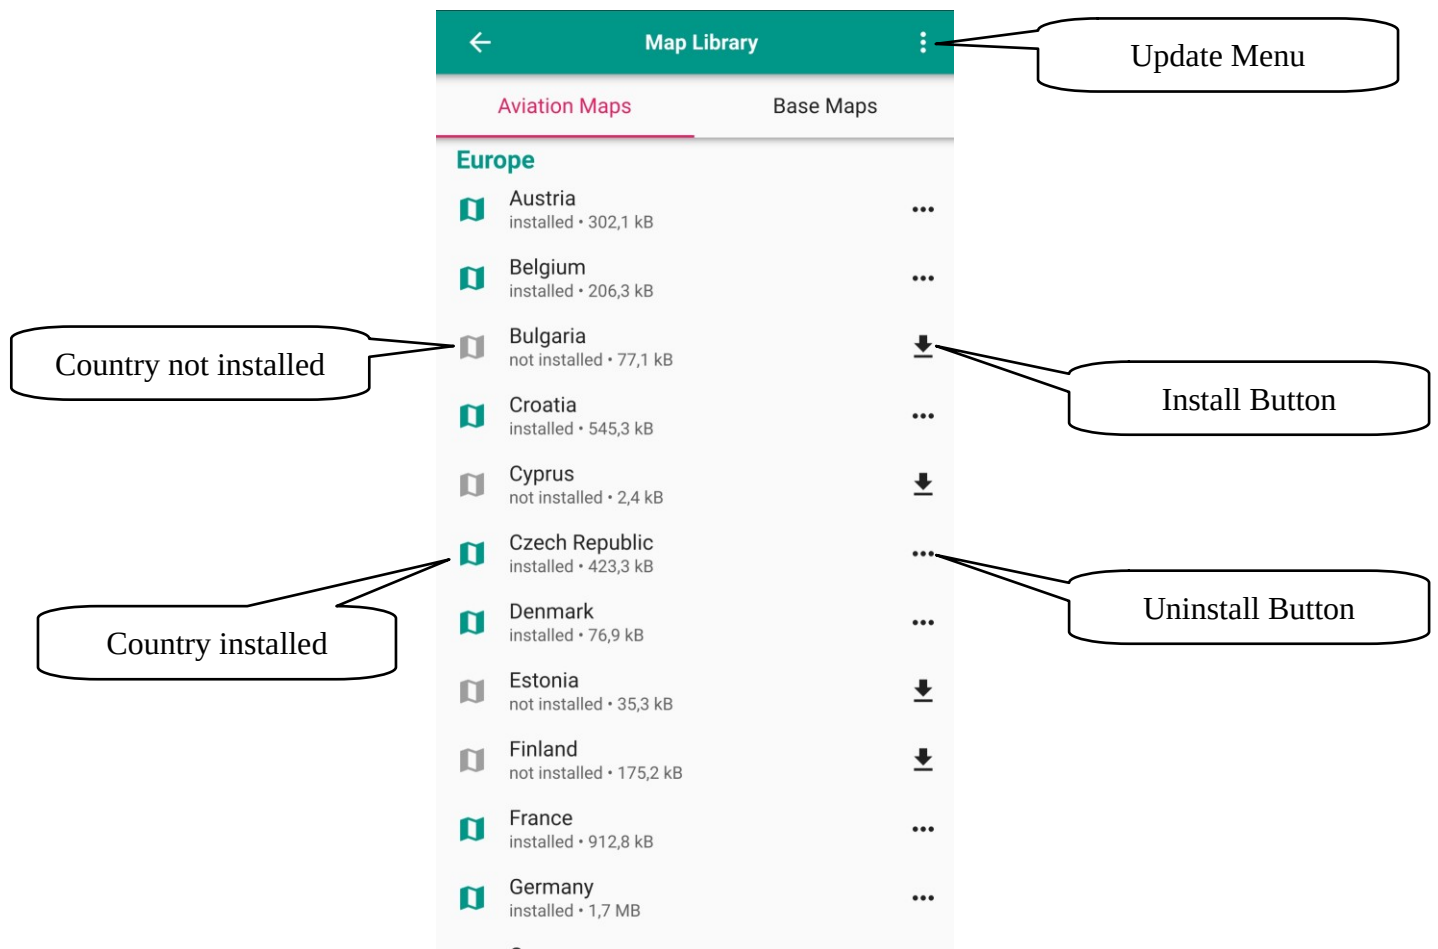 Map Library
Update Menu
Aviation Maps
Base Maps
Europe
Austria
installed • 302,1 kB
Belgium
installed • 206,3 kB
Bulgaria
not installed • 77,1 kB
Country not installed
Install Button
Croatia
installed • 545,3 kB
Cyprus
not installed • 2,4 kB
Czech Republic
installed • 423,3 kB
Uninstall Button
Denmark
installed • 76,9 kB
Country installed
Estonia
not installed • 35,3 kB
Finland
not installed • 175,2 kB
France
installed • 912,8 kB
Germany
installed • 1,7 MB